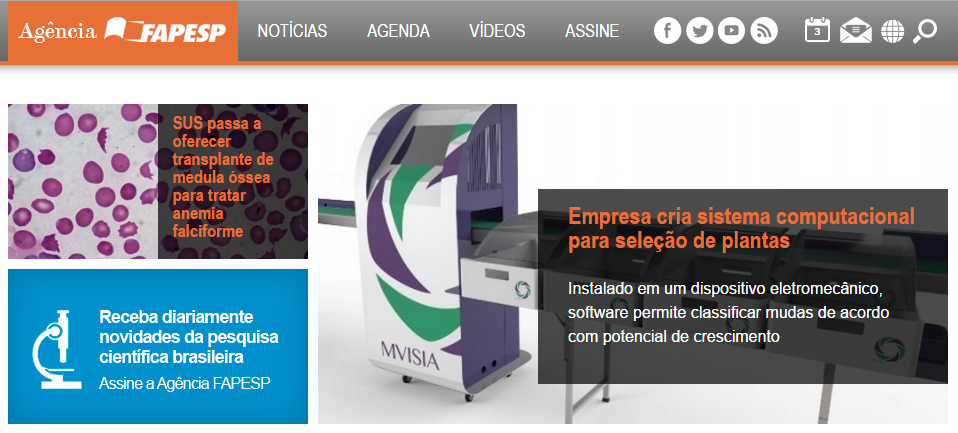 Agência FAPESP
NOTÍCIAS
AGENDA
VÍDEOS
ASSINE
3
SUS passa a
oferecer
transplante de
medula óssea
para tratar
anemia
falciforme
Receba diariamente
novidades da pesquisa
científica brasileira
Assine a Agência FAPESP
MVISIA
Empresa cria sistema computacional
para seleção de plantas
Instalado em um dispositivo eletromecânico,
software permite classificar mudas de acordo
com potencial de crescimento